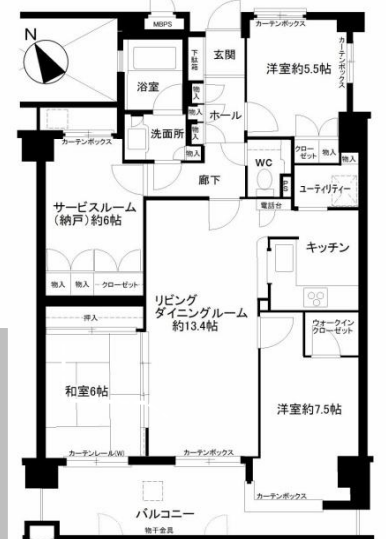 N
MBPS
カーテンボックス
浴室
下駄箱
玄関
洋室約5.5帖
カーテンボックス
物入
ホール
物入
洗面所
物入
物入
カーテンボックス
WC
クロー
ゼット
物入
物入
廊下
PS
ユーティリティー
サービスルーム
(納戸)約6帖
電話台
キッチン
物入
物入
クローゼット
リビング
ダイニングルーム
約13.4帖
押入
ウォークイン
クローゼット
和室6帖
洋室約7.5帖
カーテンレール(W)
カーテンボックス
カーテンボックス
バルコニー
物干金具